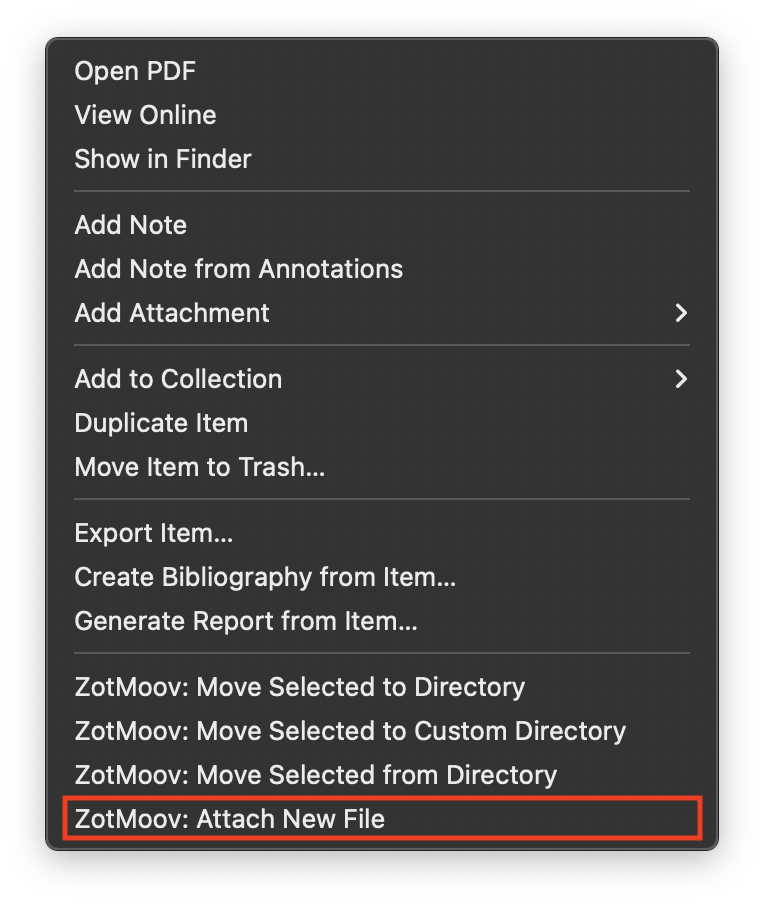 Open PDF
View Online
Show in Finder
Add Note
Add Note from Annotations
Add Attachment
Add to Collection
Duplicate Item
Move Item to Trash...
Export Item...
Create Bibliography from Item...
Generate Report from Item...
ZotMoov: Move Selected to Directory
ZotMoov: Move Selected to Custom Directory
ZotMoov: Move Selected from Directory
ZotMoov: Attach New File